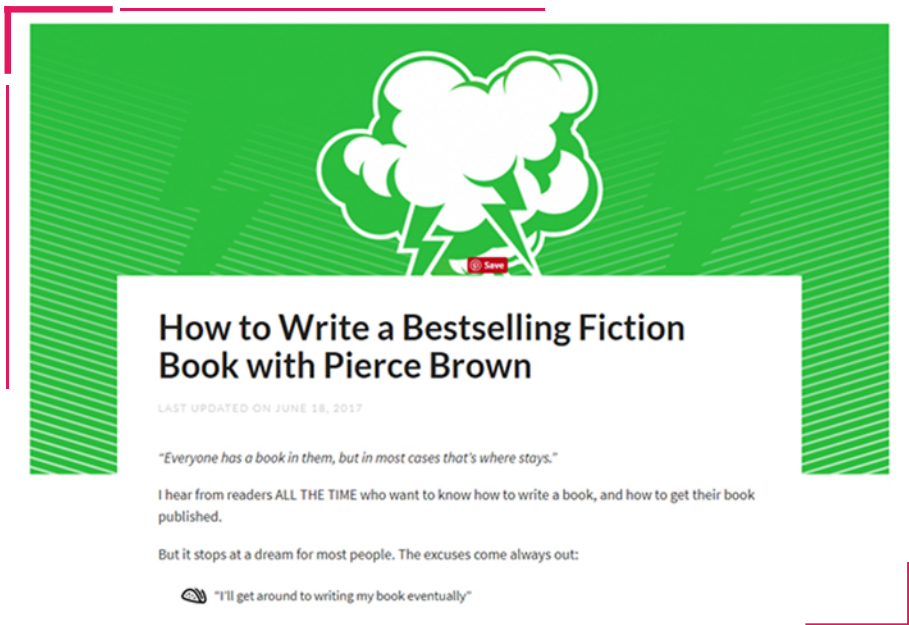 Save
How to Write a Bestselling Fiction
Book with Pierce Brown
LAST UPDATED ON JUNE 18, 2017
“Everyone has a book in them, but in most cases that’s where stays.”
I hear from readers ALL THE TIME who want to know how to write a book, and how to get their book
published.
But it stops at a dream for most people. The excuses come always out:
“I’ll get around to writing my book eventually”